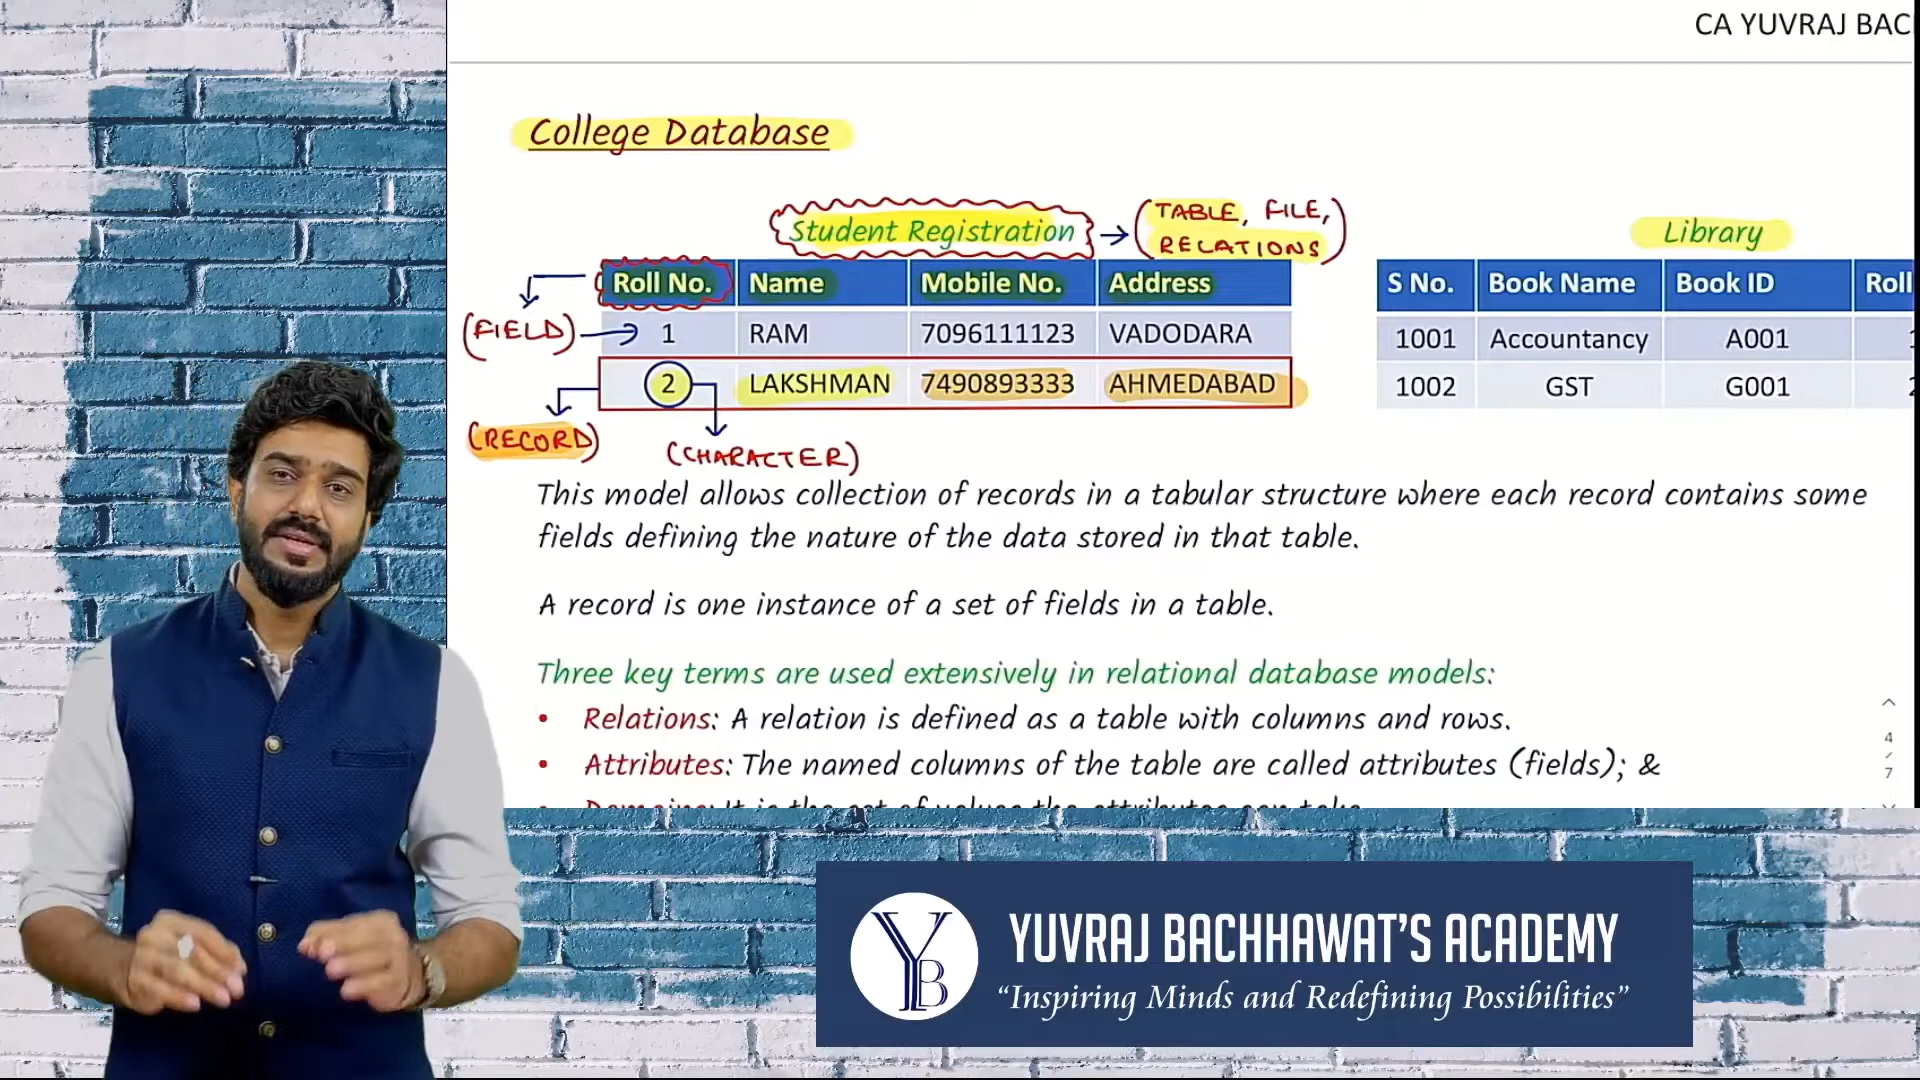 CA YUVRAJ BAC
College Database
Student Registration
(TABLE, FILE,
RELATIONS)
Library
Roll No. Name Mobile No. Address
1 RAM 7096111123 VADODARA
2 LAKSHMAN 7490893333 AHMEDABAD
(FIELD)
(RECORD)
(CHARACTER)
S No. Book Name Book ID Roll
1001 Accountancy A001
1002 GST G001
This model allows collection of records in a tabular structure where each record contains some
fields defining the nature of the data stored in that table.
A record is one instance of a set of fields in a table.
Three key terms are used extensively in relational database models:
• Relations: A relation is defined as a table with columns and rows.
• Attributes: The named columns of the table are called attributes (fields); &
4
/
7
YB
YUVRAJ BACHHAWAT'S ACADEMY
“Inspiring Minds and Redefining Possibilities”